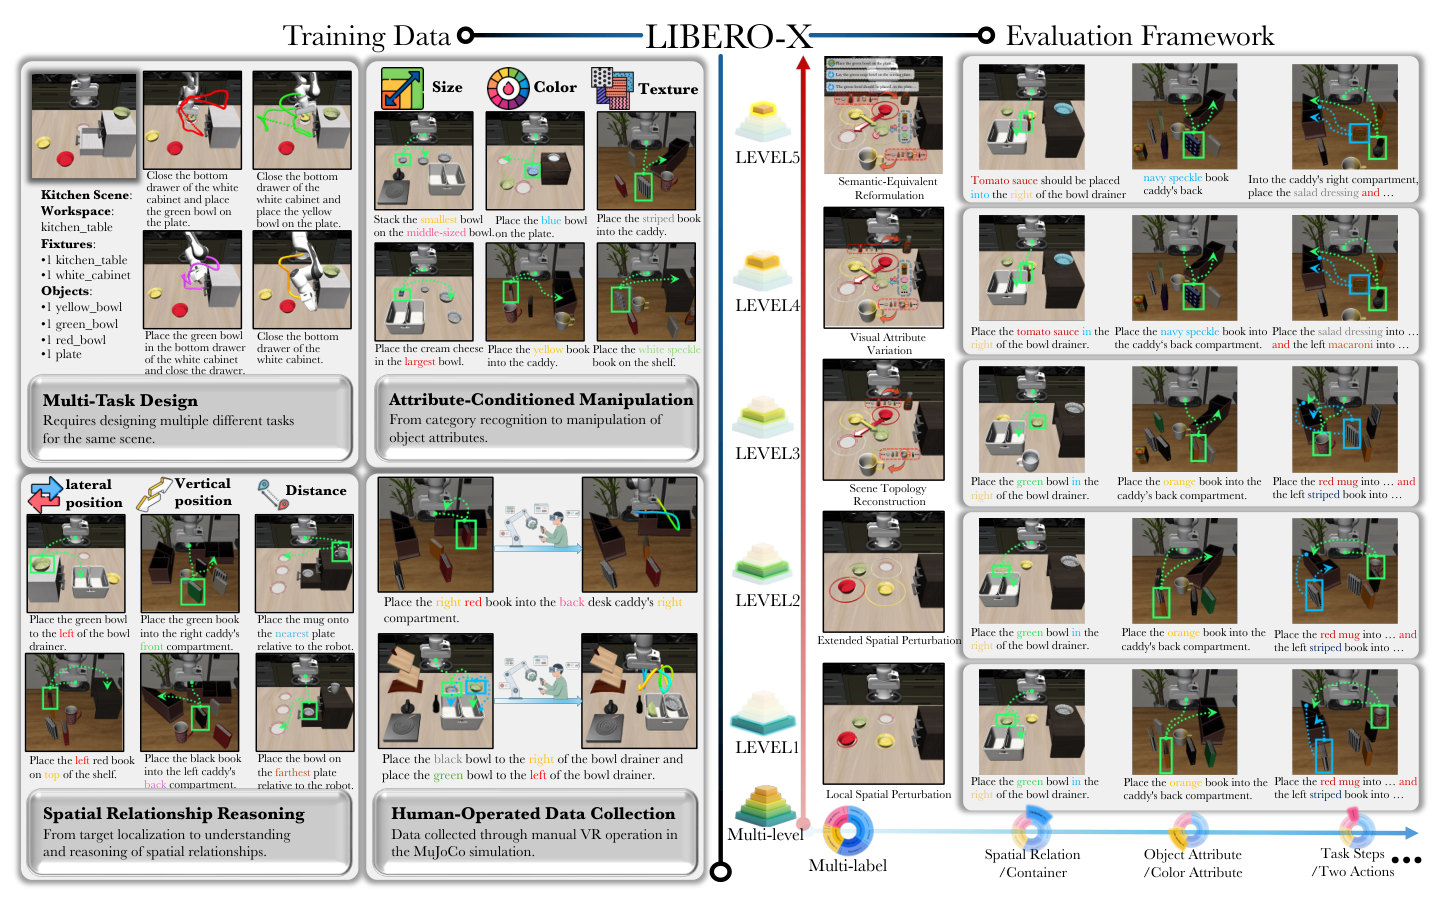 Training Data
LIBERO-X
Evaluation Framework
Kitchen Scene:
Workspace:
kitchen_table
Fixtures:
•1 kitchen_table
•1 white_cabinet
Objects:
•1 yellow_bowl
•1 green_bowl
•1 red_bowl
•1 plate
Close the bottom
drawer of the white
cabinet and place
the green bowl on
the plate.
Close the bottom
drawer of the
white cabinet and
place the yellow
bowl on the plate.
Place the green bowl
in the bottom drawer
of the white cabinet
and close the drawer.
Close the bottom
drawer of the
white cabinet.
Multi-Task Design
Requires designing multiple different tasks
for the same scene.
Size
Color
Texture
Stack the smallest bowl
on the middle-sized bowl.
Place the blue bowl
on the plate.
Place the striped book
into the caddy.
Place the cream cheese
in the largest bowl.
Place the yellow book
into the caddy.
Place the white speckle
book on the shelf.
Attribute-Conditioned Manipulation
From category recognition to manipulation of
object attributes.
lateral
position
Vertical
position
Distance
Place the green bowl
to the left of the bowl
drainer.
Place the green book
into the right caddy's
front compartment.
Place the mug onto
the nearest plate
relative to the robot.
Place the left red book
on top of the shelf.
Place the black book
into the left caddy's
back compartment.
Place the bowl on
the farthest plate
relative to the robot.
Spatial Relationship Reasoning
From target localization to understanding
and reasoning of spatial relationships.
Place the right red book into the back desk caddy's right
compartment.
Place the black bowl to the right of the bowl drainer and
place the green bowl to the left of the bowl drainer.
Human-Operated Data Collection
Data collected through manual VR operation in
the MuJoCo simulation.
LEVEL5
LEVEL4
LEVEL3
LEVEL2
LEVEL1
Multi-level
Semantic-Equivalent
Reformulation
Visual Attribute
Variation
Scene Topology
Reconstruction
Extended Spatial Perturbation
Local Spatial Perturbation
Multi-label
Tomato sauce should be placed
into the right of the bowl drainer
navy speckle book
caddy's back
Into the caddy's right compartment,
place the salad dressing and ...
Place the tomato sauce in the
right of the bowl drainer.
Place the navy speckle book into
the caddy's back compartment.
Place the salad dressing into ...
and the left macaroni into ...
Place the green bowl in the
right of the bowl drainer.
Place the orange book into the
caddy's back compartment.
Place the red mug into ... and
the left striped book into ...
Place the green bowl in the
right of the bowl drainer.
Place the orange book into the
caddy's back compartment.
Place the red mug into ... and
the left striped book into ...
Place the green bowl in the
right of the bowl drainer.
Place the orange book into the
caddy's back compartment.
Place the red mug into ... and
the left striped book into ...
Spatial Relation
/Container
Object Attribute
/Color Attribute
Task Steps
/Two Actions
...